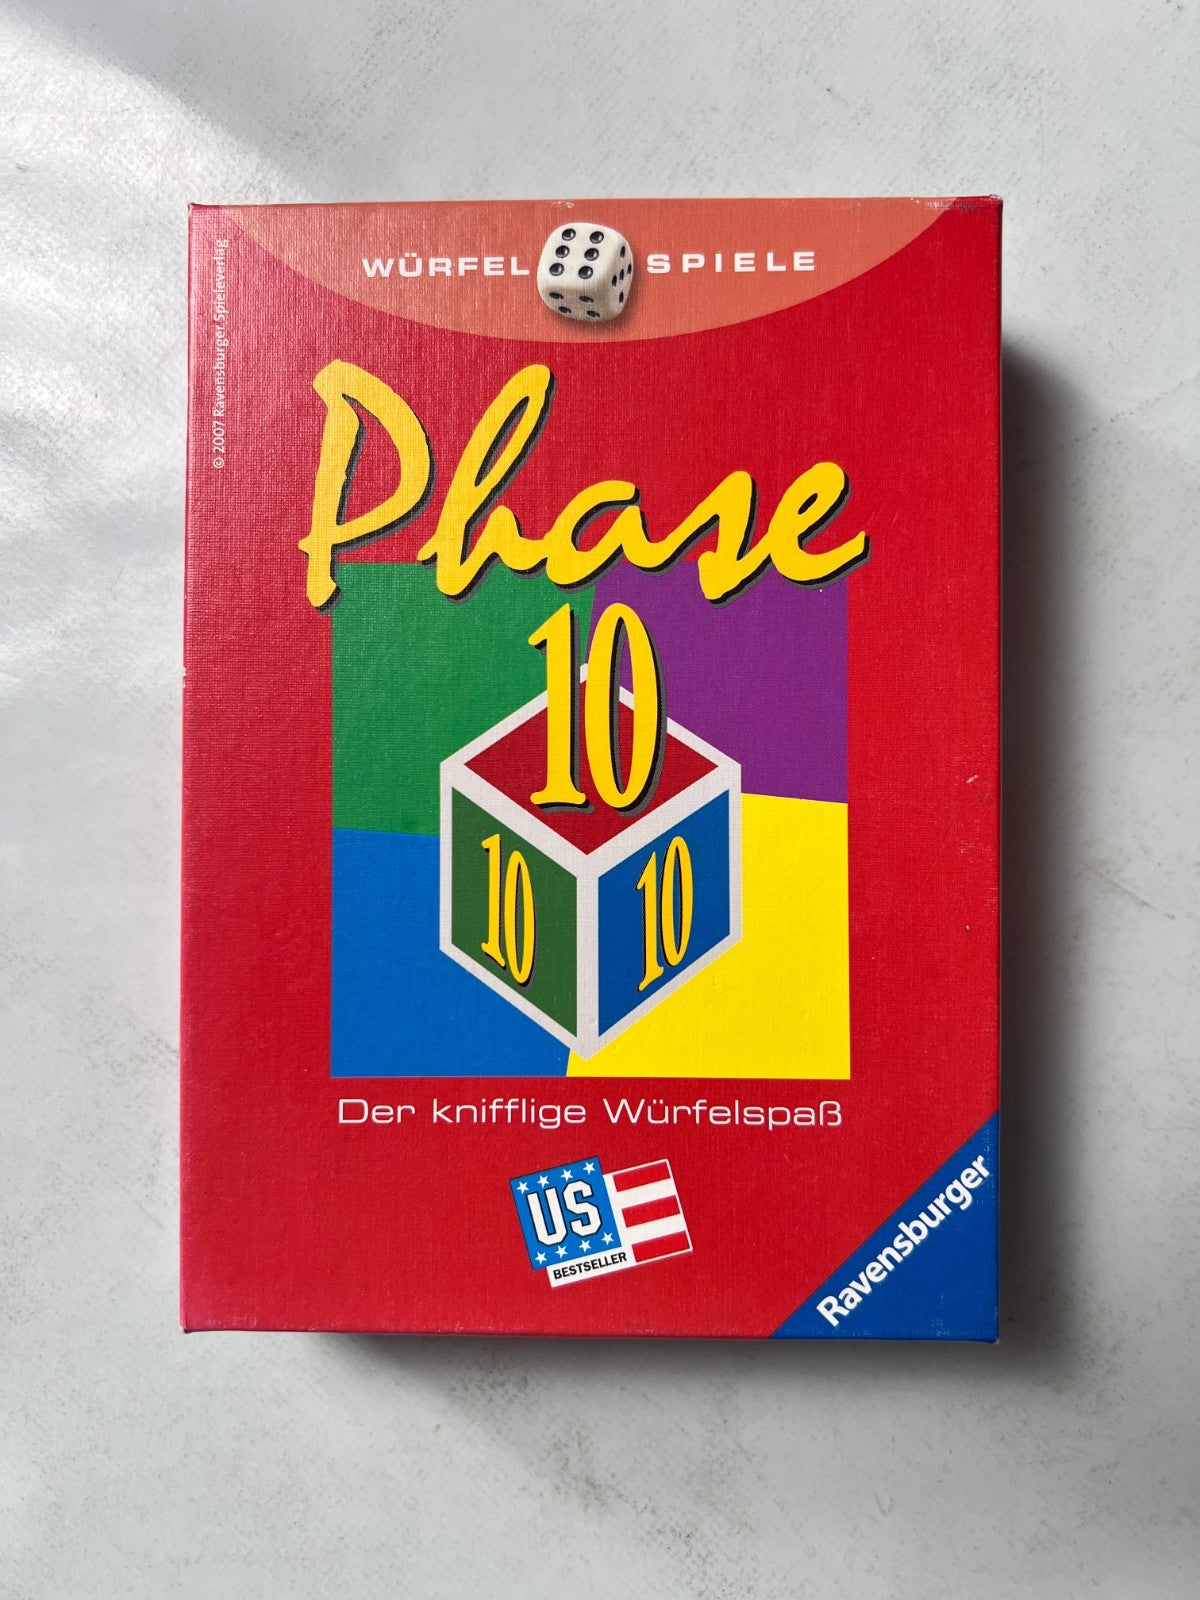 WÜRFEL SPIELE
© 2007 Ravensburger Spieleverlag
Phase
10
10 10
Der knifflige Würfelspaß
US
BESTSELLER
Ravensburger